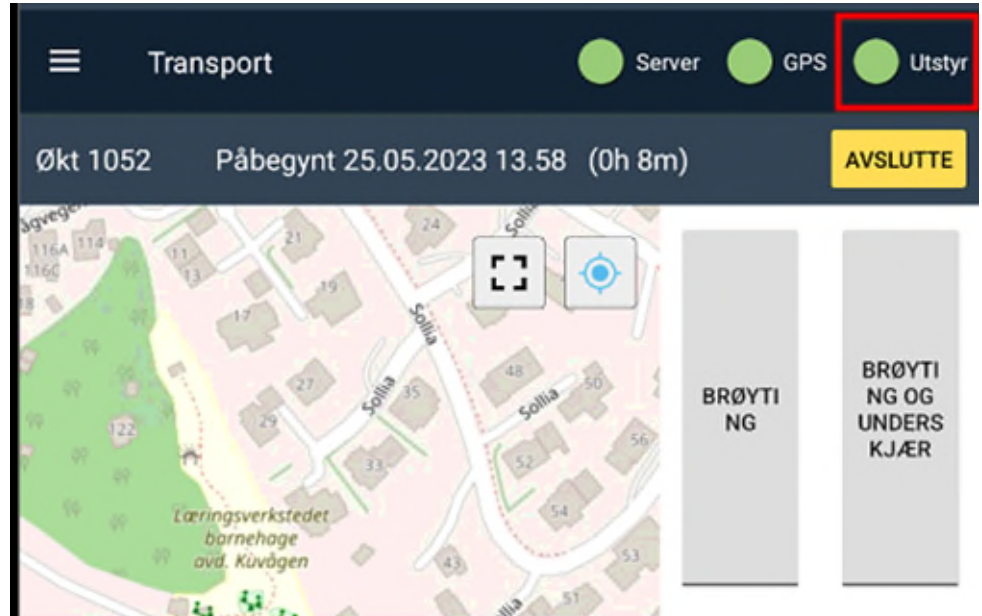 Transport
Server
GPS
Utstyr
Økt 1052
Påbegynt 25.05.2023 13.58 (0h 8m)
AVSLUTTE
114
116A
116C
11
13
21
24
19
17
Sollia
27
35
Sollia
29
48
50
Sollia
122
33
52
56
54
Læringsverkstedet
barnehage
avd. Kuvågen
43
53
51
BRØYTI
NG
BRØYTI
NG OG
UNDERS
KJÆR